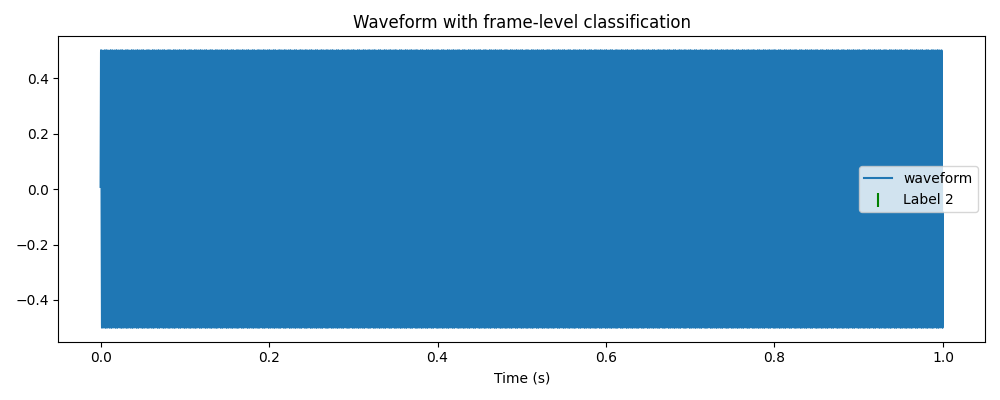 Waveform with frame-level classification
0.4
0.2
0.0
−0.2
−0.4
waveform
Label 2
0.0 0.2 0.4 0.6 0.8 1.0
Time (s)